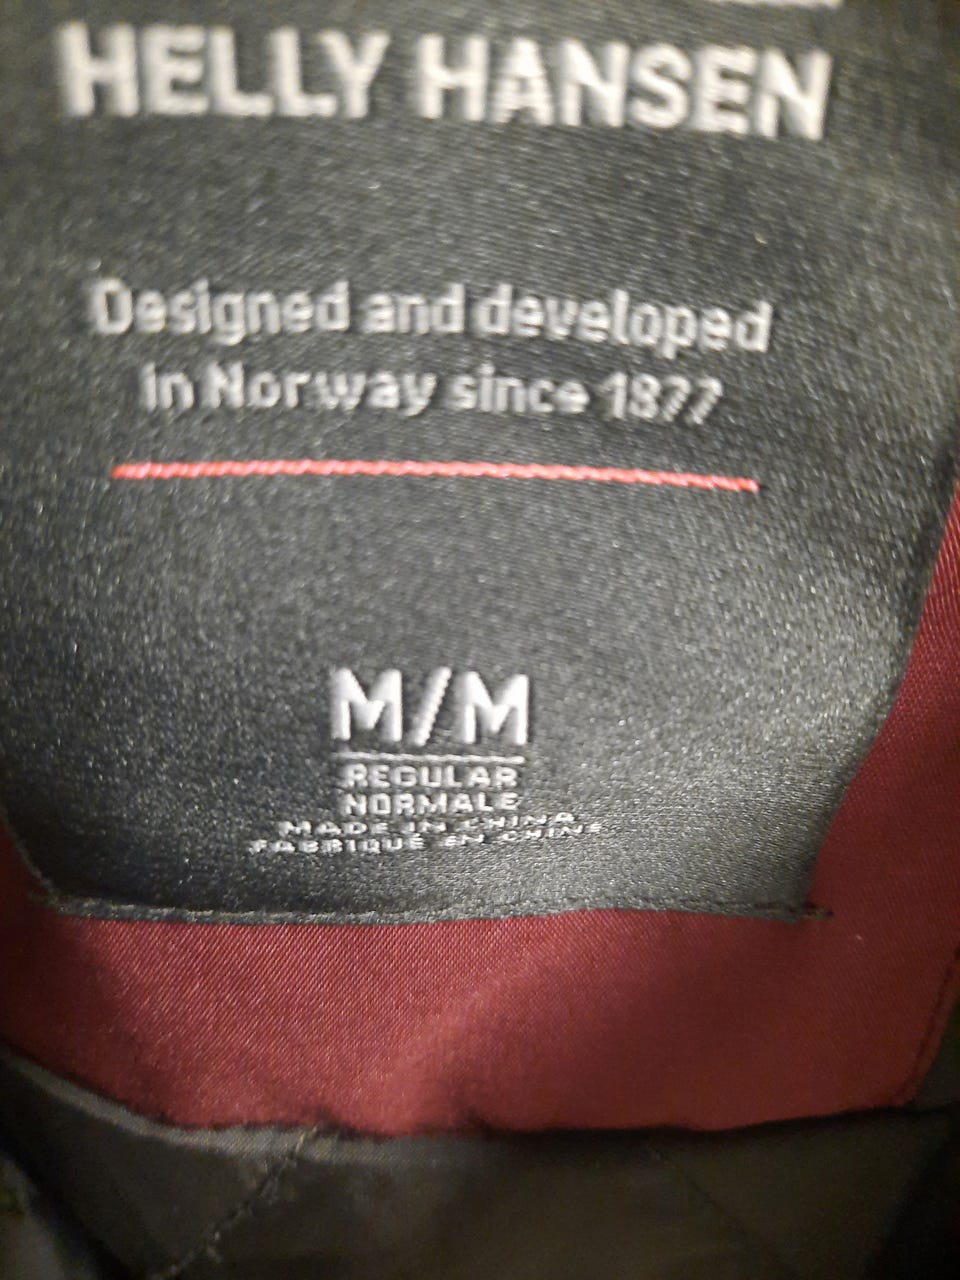 HELLY HANSEN
Designed and developed
in Norway since 1877
M/M
REGULAR
NORMALE
MADE IN CHINA
FABRIQUÉ EN CHINE